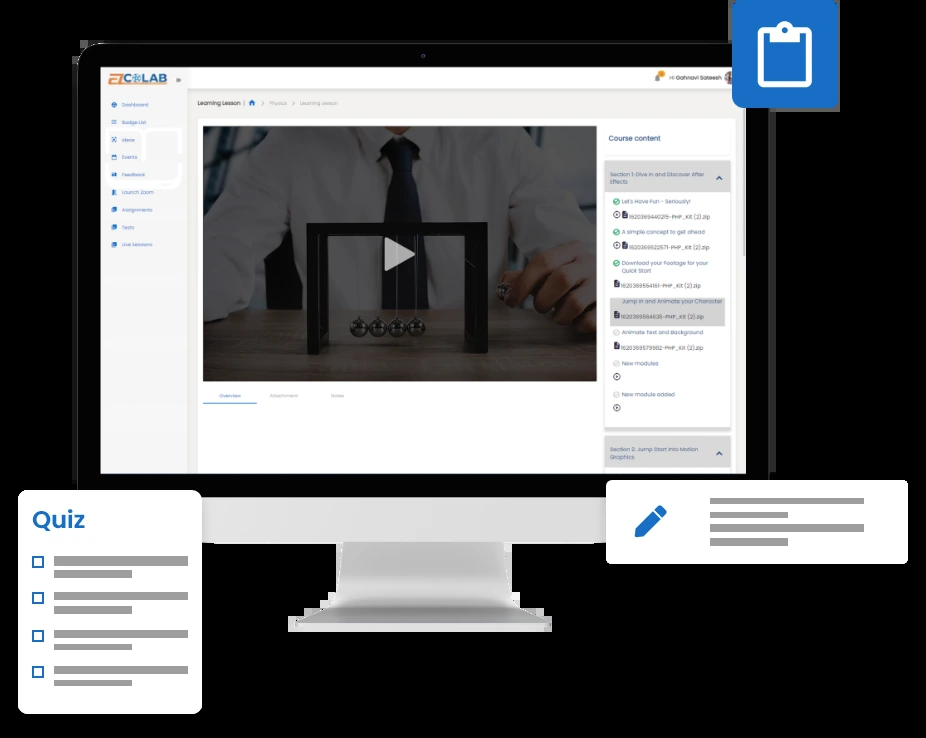 EZCOLAB
Hi Gahnavi Sateesh
Dashboard
Badge List
Ideas
Events
Feedback
Launch Zoom
Assignments
Tests
Live Sessions
Learning Lesson | > Physics > Learning Lesson
Overview Attachment Notes
Course content
Section 1: Dive in and Discover After
Effects
Let's Have Fun - Seriously!
1620369440215-PHP_Kit (2).zip
A simple concept to get ahead
1620369522571-PHP_Kit (2).zip
Download your Footage for your
Quick Start
1620369554161-PHP_Kit (2).zip
Jump in and Animate your Character
1620369564635-PHP_Kit (2).zip
Animate Text and Background
1620369579982-PHP_Kit (2).zip
New modules
New module added
Section 2: Jump Start into Motion
Graphics
Quiz